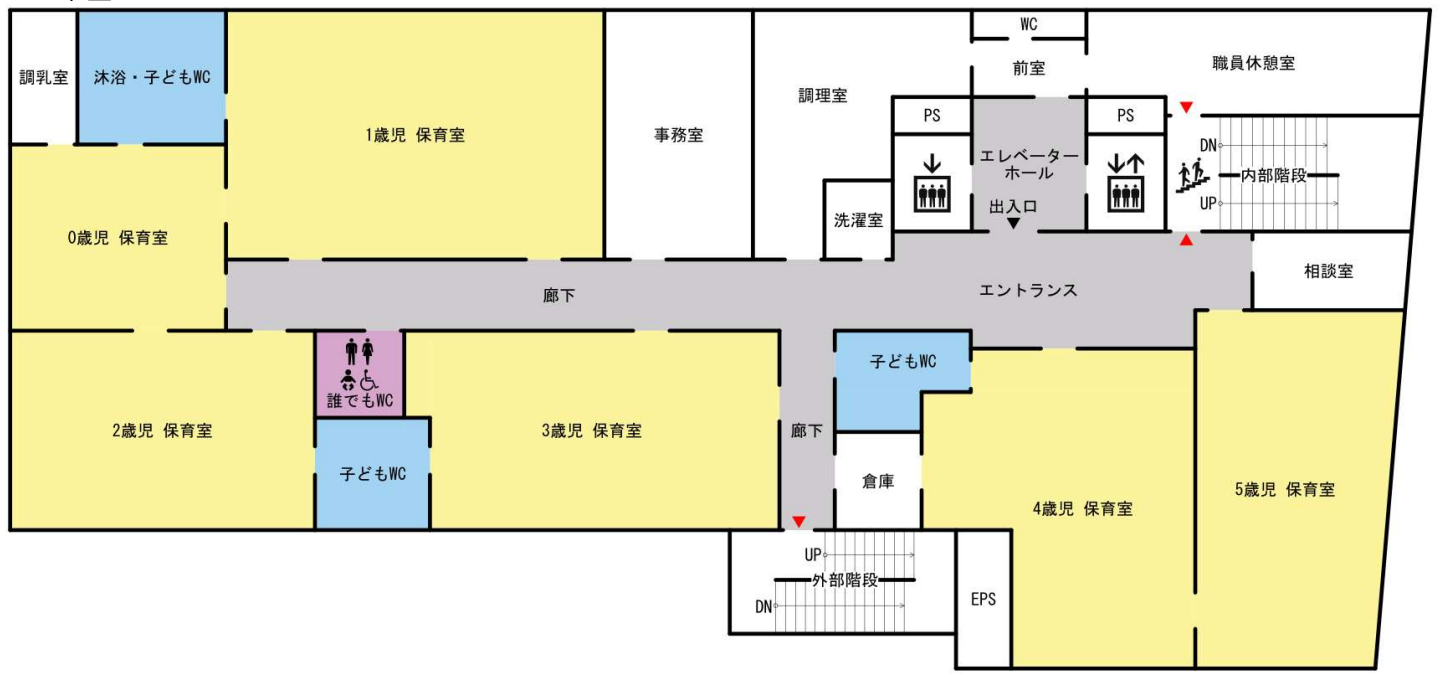 WC
調乳室
沐浴・子どもWC
1歳児 保育室
事務室
調理室
前室
職員休憩室
PS
PS
エレベーター
ホール
出入口
DN
内部階段
UP
洗濯室
0歳児 保育室
相談室
廊下
エントランス
誰でもWC
子どもWC
2歳児 保育室
3歳児 保育室
廊下
子どもWC
倉庫
4歳児 保育室
5歳児 保育室
UP
外部階段
DN
EPS